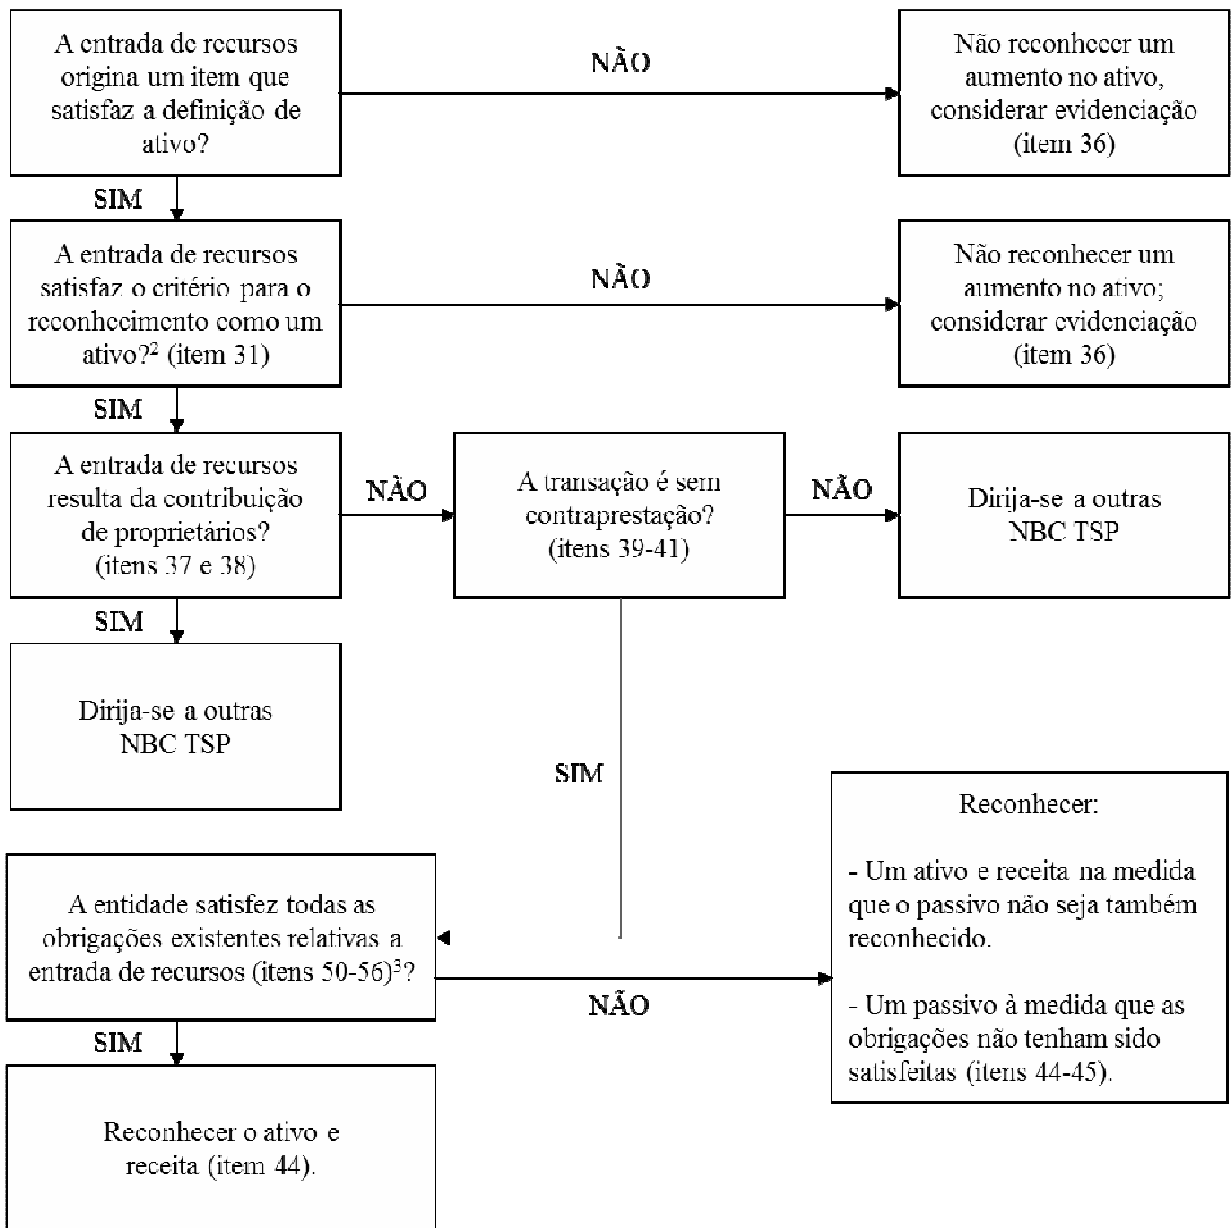 A entrada de recursos
origina um item que
satisfaz a definição de
ativo?
NÃO
Não reconhecer um
aumento no ativo,
considerar evidenciação
(item 36)
SIM
A entrada de recursos
satisfaz o critério para o
reconhecimento como um
ativo?² (item 31)
NÃO
Não reconhecer um
aumento no ativo;
considerar evidenciação
(item 36)
SIM
A entrada de recursos
resulta da contribuição
de proprietários?
(itens 37 e 38)
NÃO
A transação é sem
contraprestação?
(itens 39-41)
NÃO
Dirija-se a outras
NBC TSP
SIM
Dirija-se a outras
NBC TSP
SIM
A entidade satisfez todas as
obrigações existentes relativas a
entrada de recursos (itens 50-56)³?
NÃO
Reconhecer:
- Um ativo e receita na medida
que o passivo não seja também
reconhecido.
- Um passivo à medida que as
obrigações não tenham sido
satisfeitas (itens 44-45).
SIM
Reconhecer o ativo e
receita (item 44).